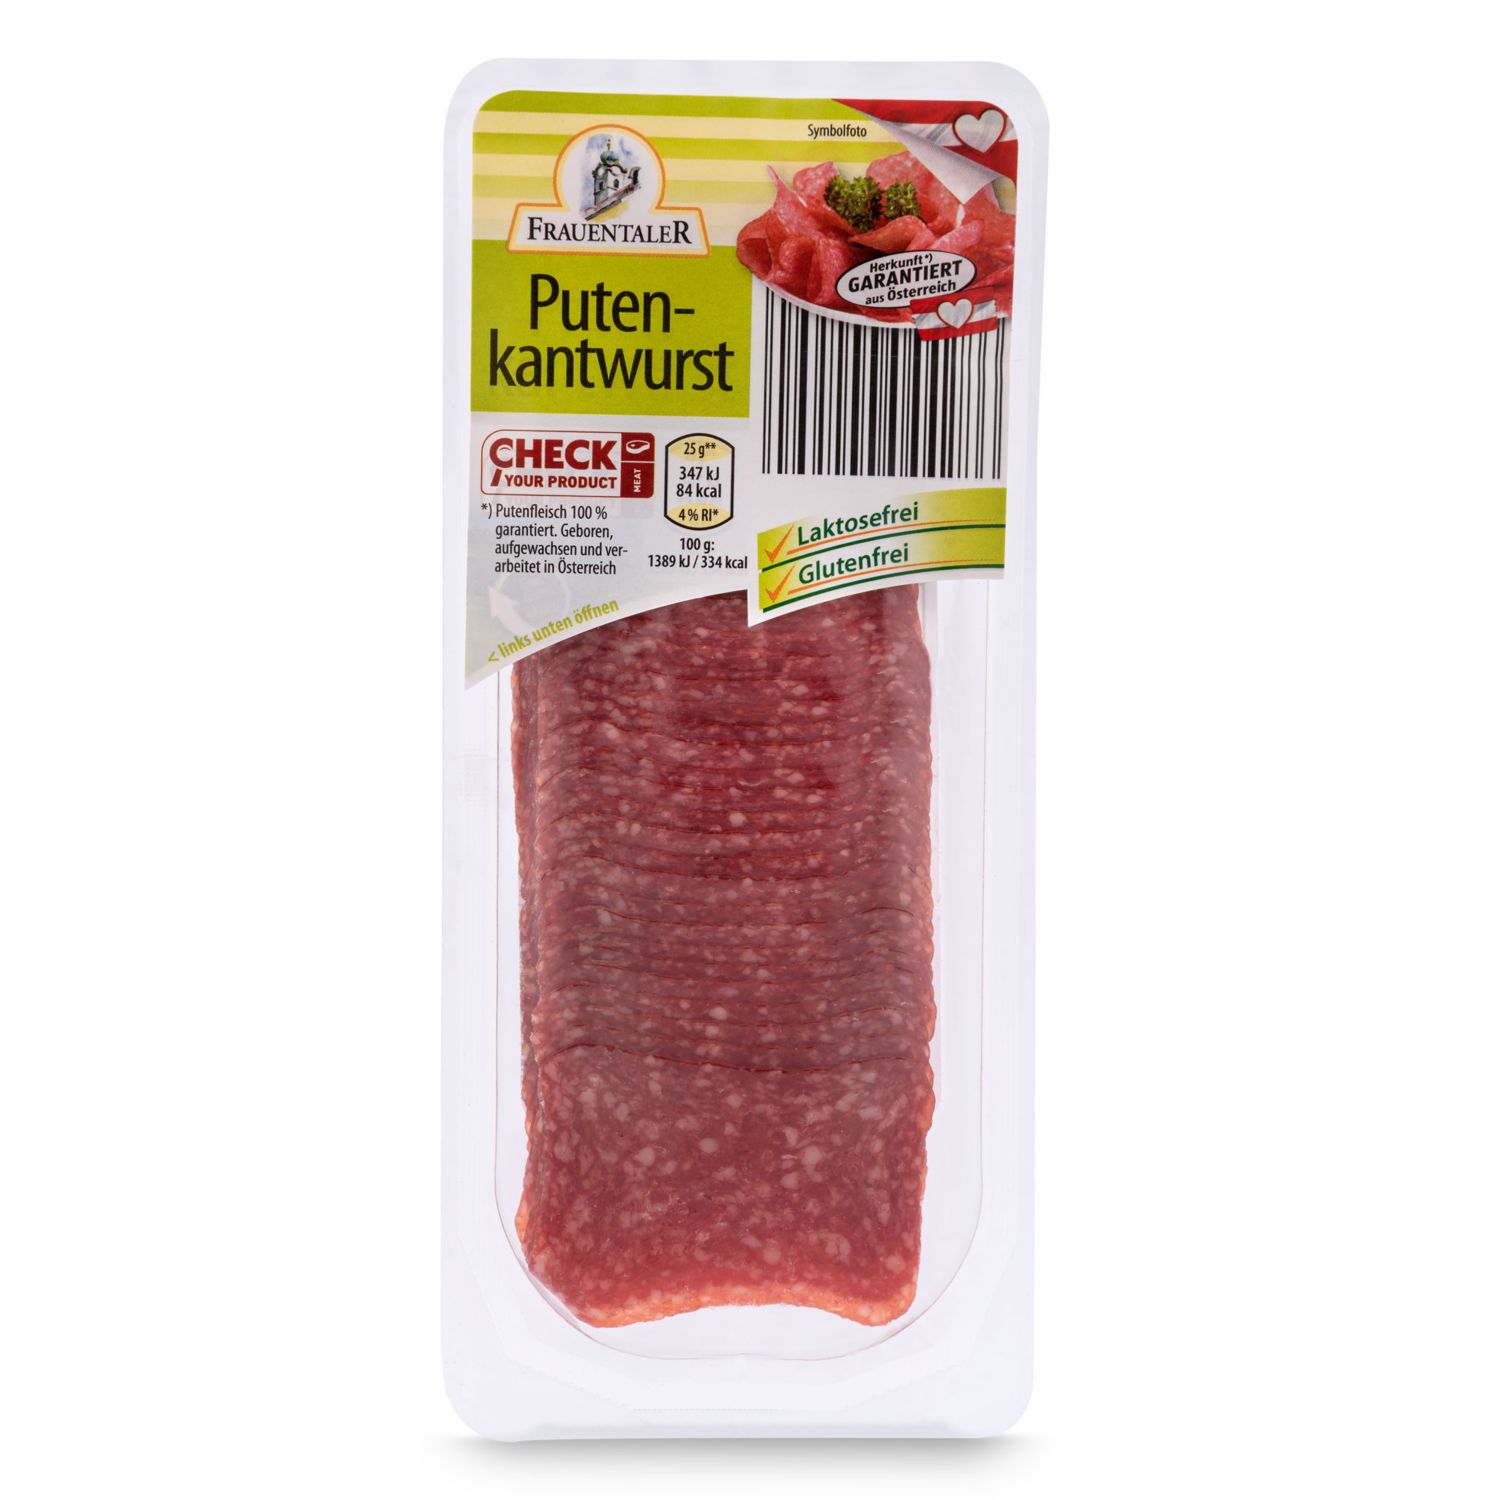 Symbolfoto
FRAUENTALER
Herkunft*)
GARANTIERT
aus Österreich
Puten-
kantwurst
CHECK
YOUR PRODUCT
MEAT
25 g**
347 kJ
84 kcal
4 % RI*
100 g:
1389 kJ / 334 kcal
*) Putenfleisch 100 %
garantiert. Geboren,
aufgewachsen und ver-
arbeitet in Österreich
Laktosefrei
Glutenfrei
< links unten öffnen